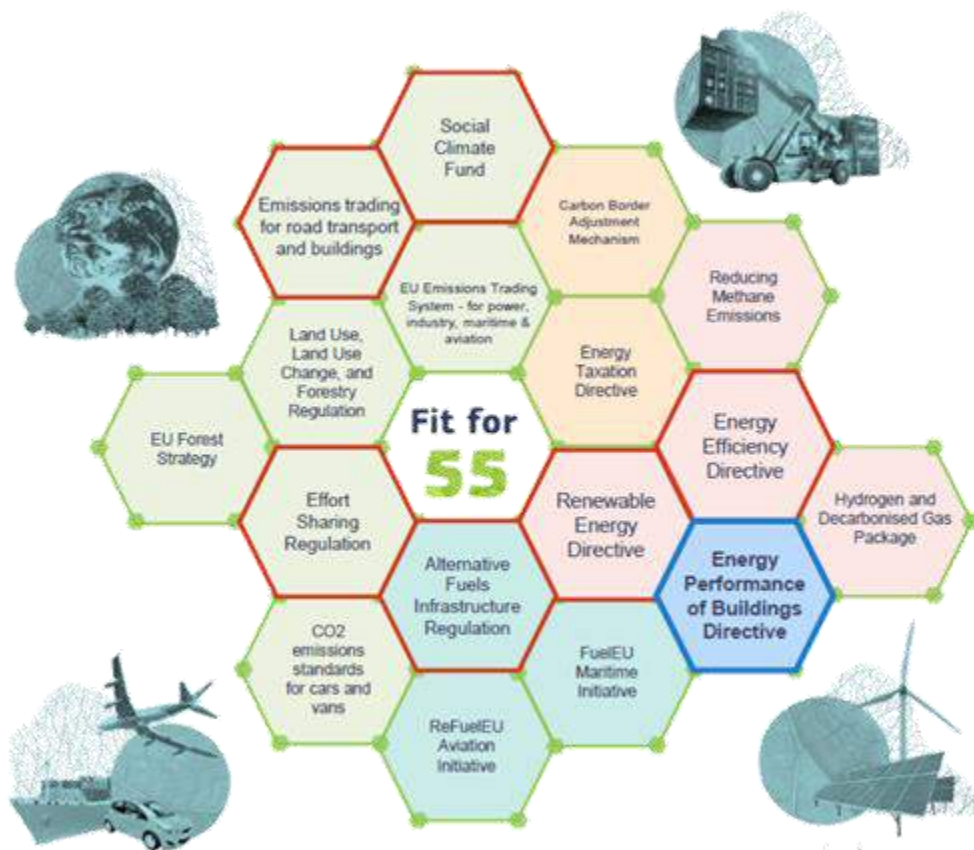 Social
Climate
Fund
Emissions trading
for road transport
and buildings
Carbon Border
Adjustment
Mechanism
EU Emissions Trading
System - for power,
industry, maritime &
aviation
Reducing
Methane
Emissions
Land Use,
Land Use
Change, and
Forestry
Regulation
Energy
Taxation
Directive
Fit for
55
EU Forest
Strategy
Energy
Efficiency
Directive
Effort
Sharing
Regulation
Renewable
Energy
Directive
Hydrogen and
Decarbonised Gas
Package
Alternative
Fuels
Infrastructure
Regulation
Energy
Performance
of Buildings
Directive
CO2
emissions
standards
for cars and
vans
FuelEU
Maritime
Initiative
ReFuelEU
Aviation
Initiative